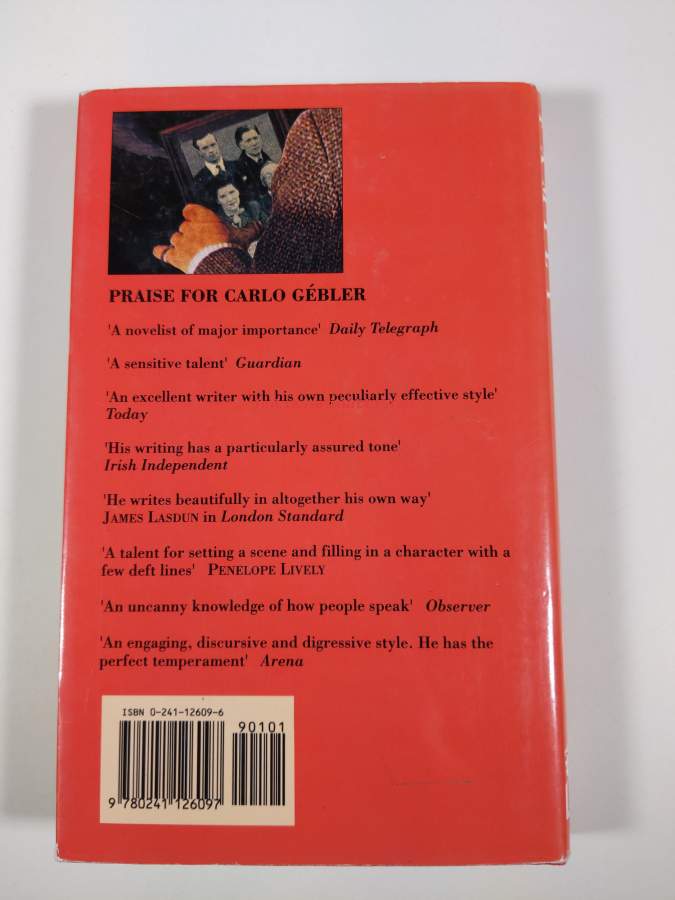 PRAISE FOR CARLO GÉBLER
'A novelist of major importance' Daily Telegraph
'A sensitive talent' Guardian
'An excellent writer with his own peculiarly effective style'
Today
'His writing has a particularly assured tone'
Irish Independent
'He writes beautifully in altogether his own way'
JAMES LASDUN in London Standard
'A talent for setting a scene and filling in a character with a
few deft lines' PENELOPE LIVELY
'An uncanny knowledge of how people speak' Observer
'An engaging, discursive and digressive style. He has the
perfect temperament' Arena
ISBN 0-241-12609-6
90101
9 780241 126097